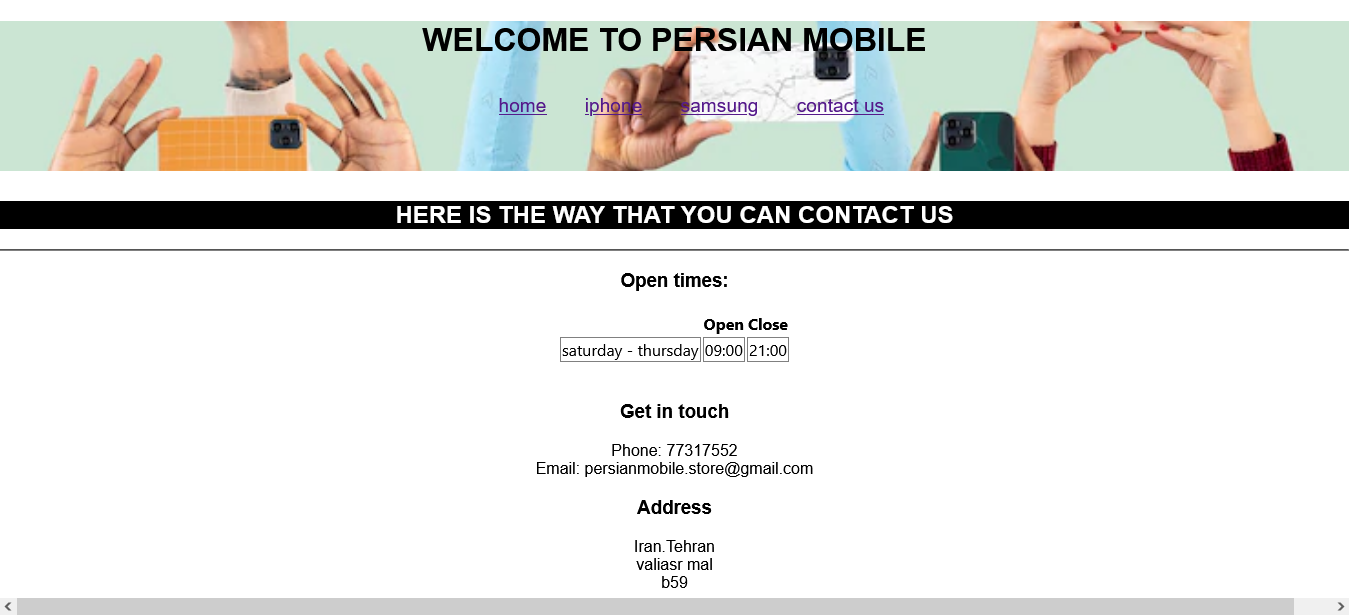 WELCOME TO PERSIAN MOBILE
home iphone samsung contact us
HERE IS THE WAY THAT YOU CAN CONTACT US
Open times:
Open Close
saturday - thursday 09:00 21:00
Get in touch
Phone: 77317552
Email: persianmobile.store@gmail.com
Address
Iran.Tehran
valiasr mal
b59